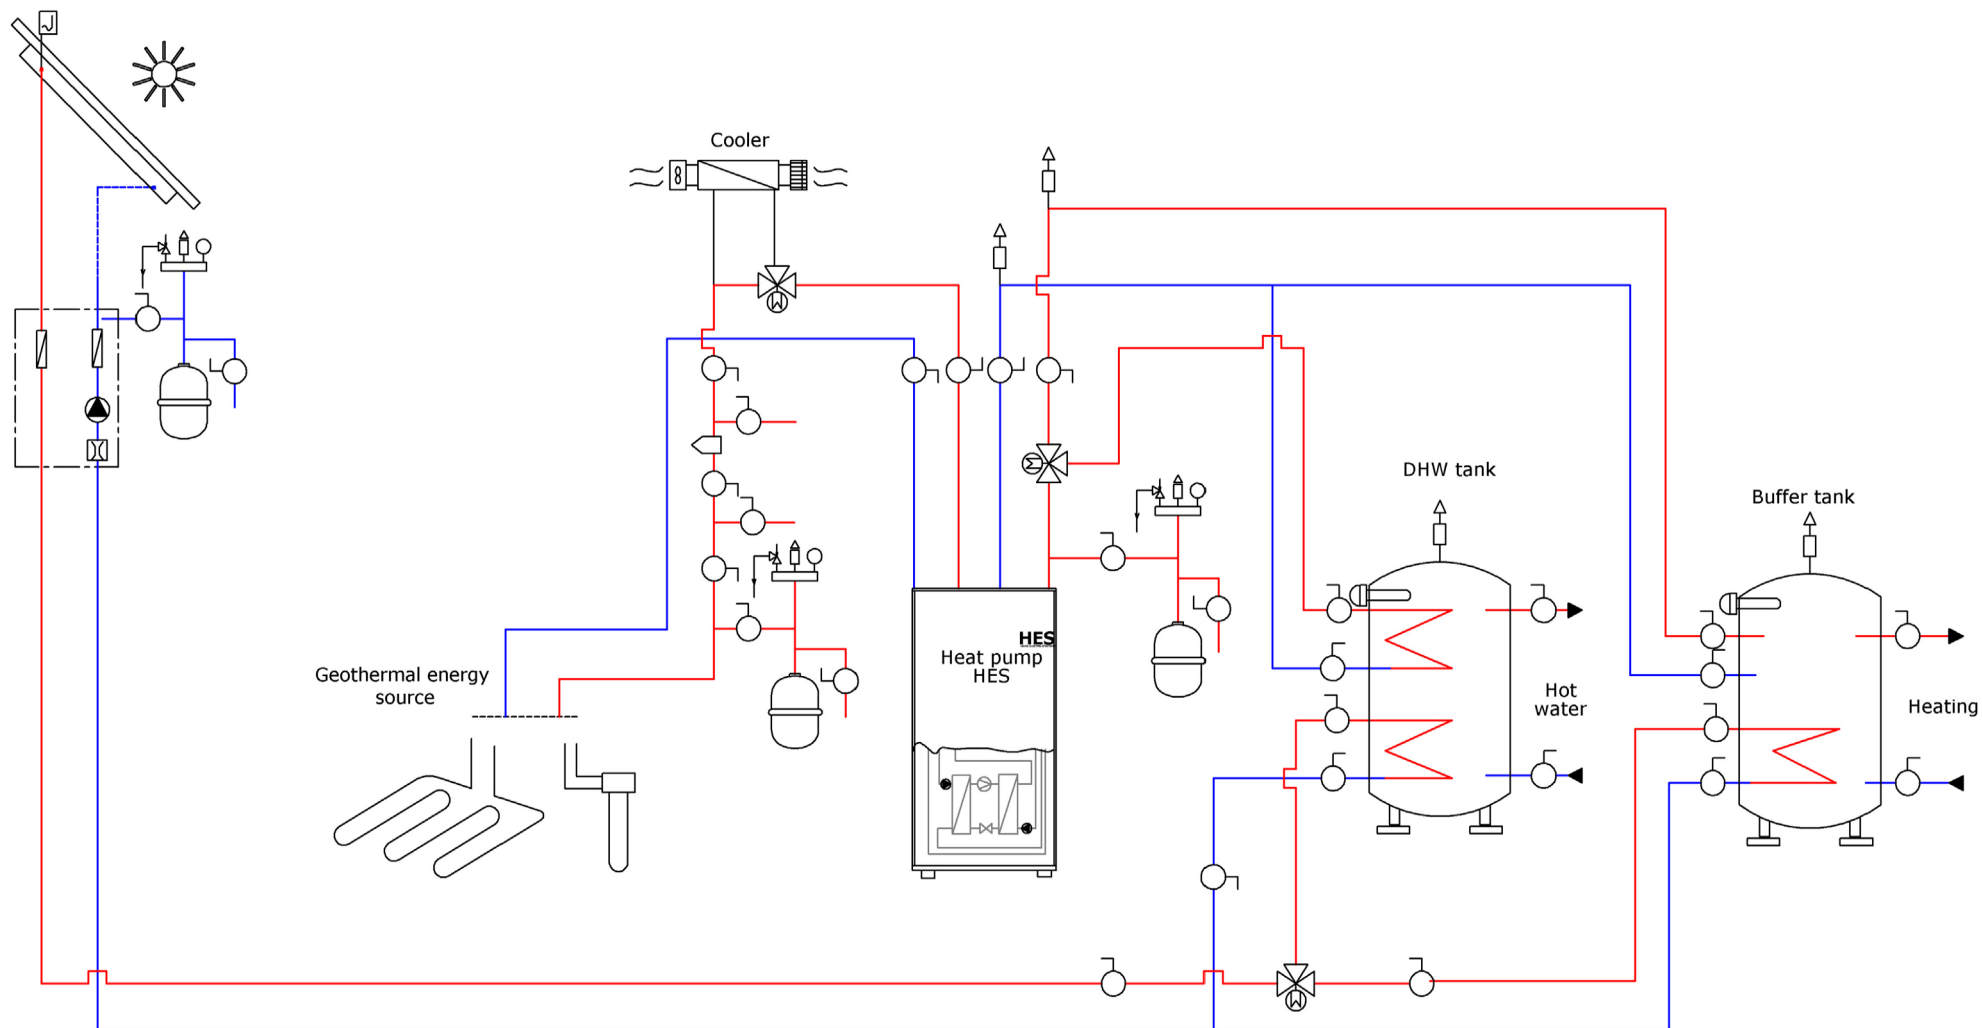 Cooler
DHW tank
Buffer tank
HES
Heat pump
HES
Geothermal energy
source
Hot
water
Heating